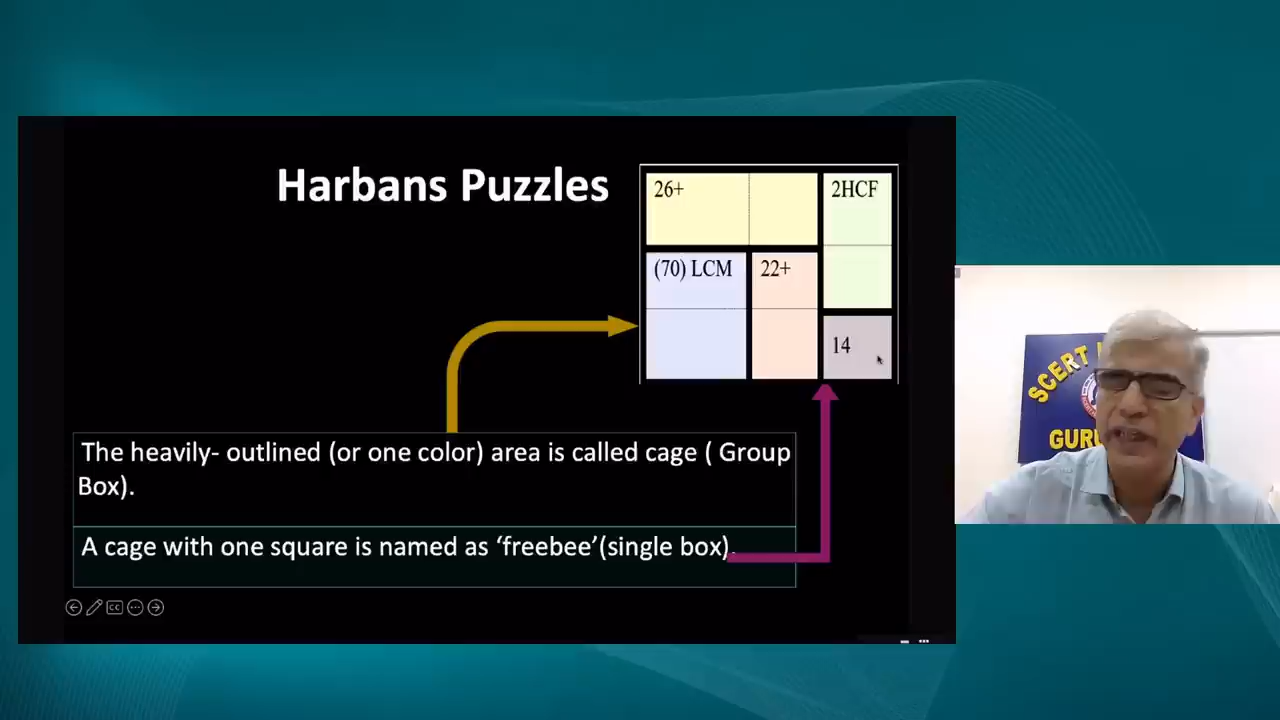 Harbans Puzzles
26+
2HCF
(70) LCM
22+
14
The heavily- outlined (or one color) area is called cage ( Group
Box).
A cage with one square is named as ‘freebee’(single box).
SCERT
GUR